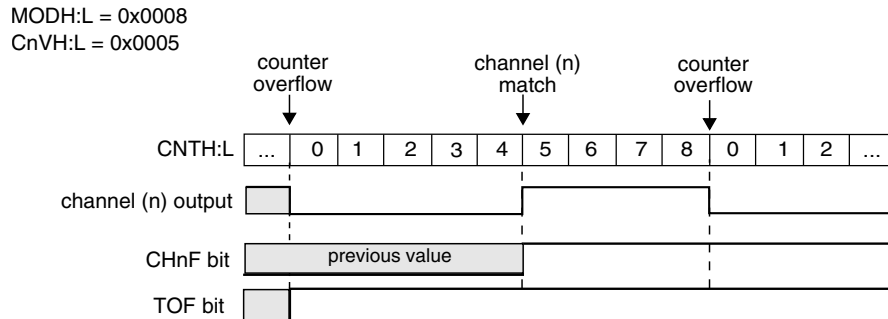 MODH:L = 0x0008
CnVH:L = 0x0005
counter overflow
channel (n) match
counter overflow
CNTH:L ... 0 1 2 3 4 5 6 7 8 0 1 2 ...
channel (n) output
CHnF bit previous value
TOF bit